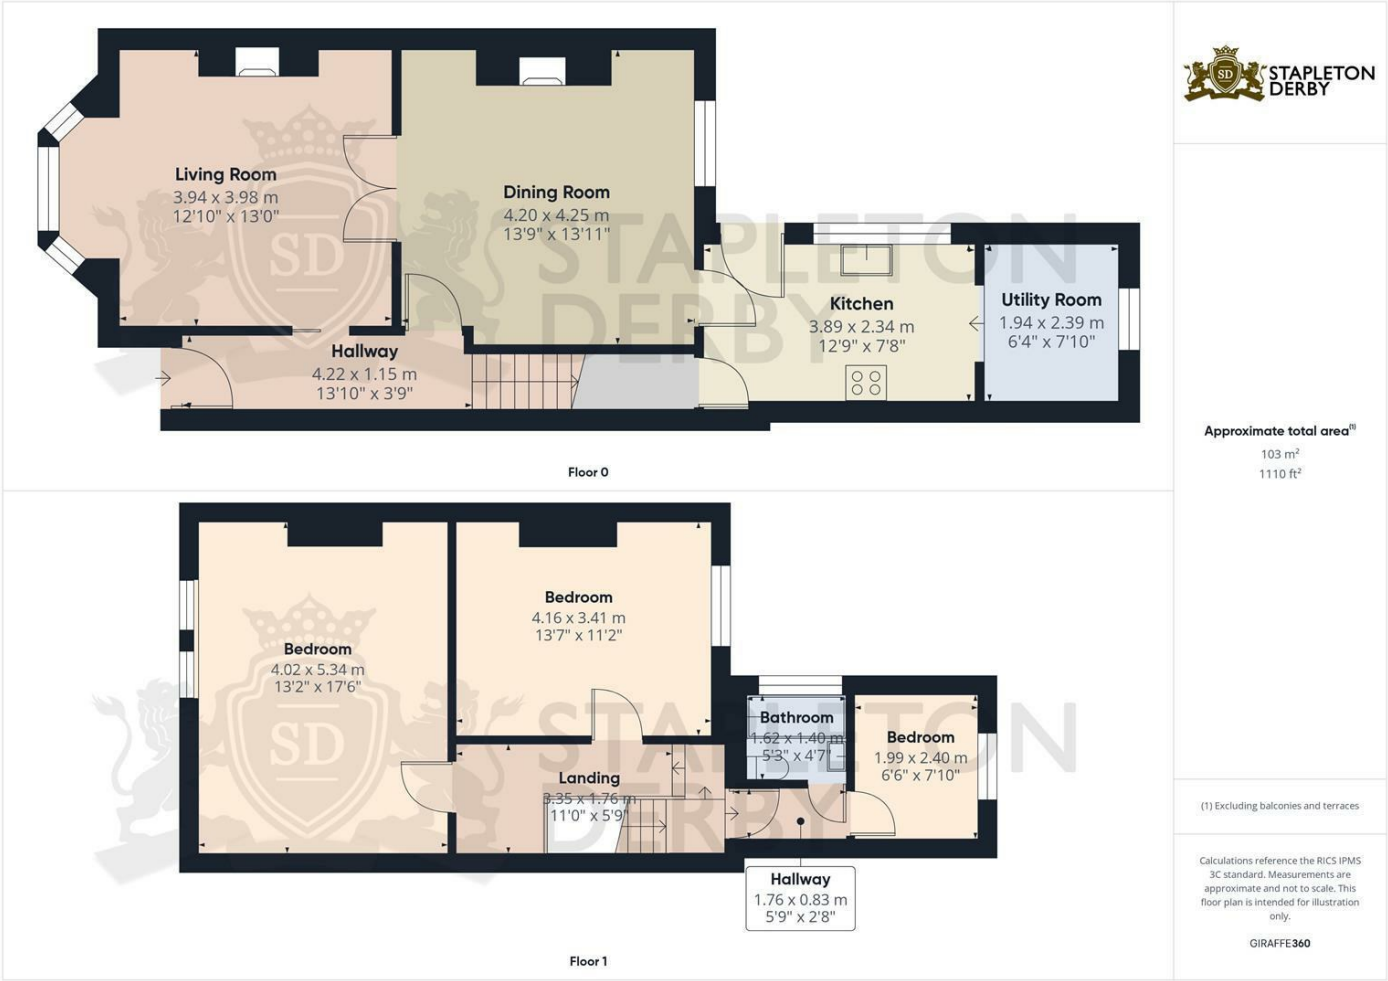 Living Room
3.94 x 3.98 m
12'10" x 13'0"
Dining Room
4.20 x 4.25 m
13'9" x 13'11"
Kitchen
3.89 x 2.34 m
12'9" x 7'8"
Utility Room
1.94 x 2.39 m
6'4" x 7'10"
Hallway
4.22 x 1.15 m
13'10" x 3'9"
SD
STAPLETON
DERBY
Floor 0
Bedroom
4.02 x 5.34 m
13'2" x 17'6"
Bedroom
4.16 x 3.41 m
13'7" x 11'2"
Bathroom
1.62 x 1.40 m
5'3" x 4'7"
Bedroom
1.99 x 2.40 m
6'6" x 7'10"
Landing
3.35 x 1.76 m
11'0" x 5'9"
Hallway
1.76 x 0.83 m
5'9" x 2'8"
SD
STAPLETON
DERBY
Floor 1
SD
STAPLETON
DERBY
Approximate total area(1)
103 m²
1110 ft²
(1) Excluding balconies and terraces
Calculations reference the RICS IPMS
3C standard. Measurements are
approximate and not to scale. This
floor plan is intended for illustration
only.
GIRAFFE360